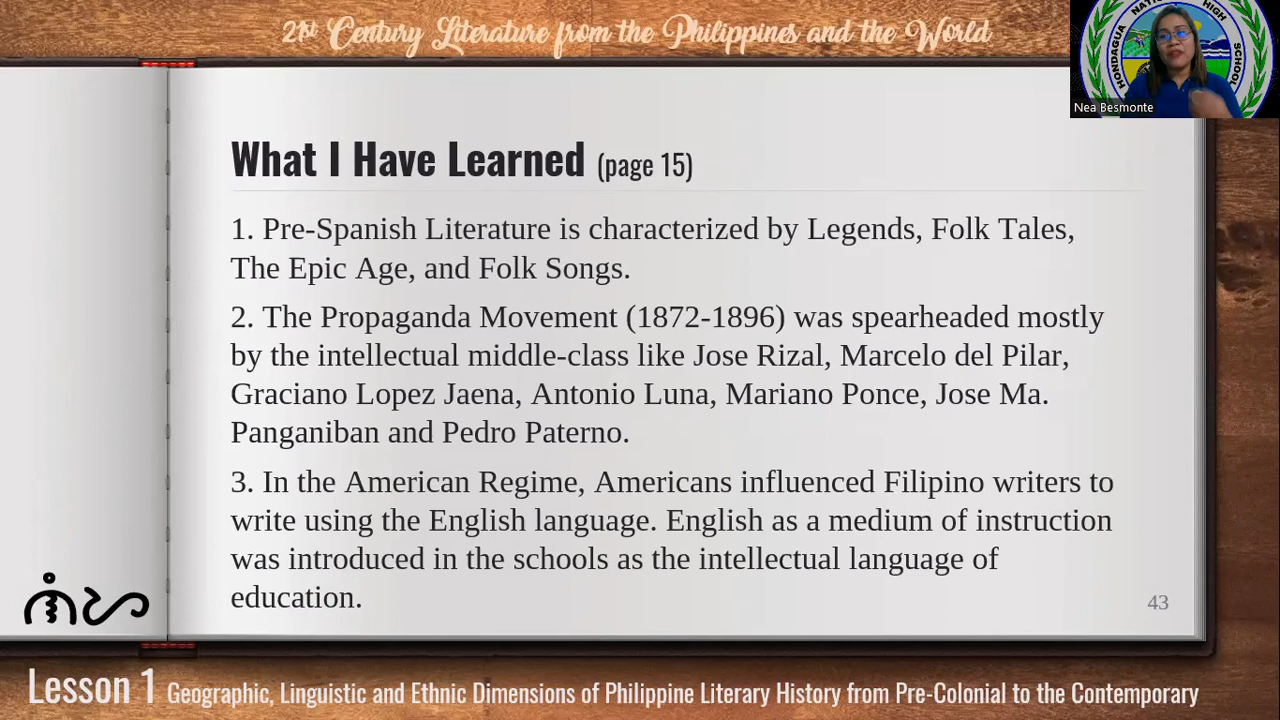 21st Century Literature from the Philippines and the World
HONDAGUA NATIONAL HIGH SCHOOL
Nea Besmonte
What I Have Learned (page 15)
1. Pre-Spanish Literature is characterized by Legends, Folk Tales,
The Epic Age, and Folk Songs.
2. The Propaganda Movement (1872-1896) was spearheaded mostly
by the intellectual middle-class like Jose Rizal, Marcelo del Pilar,
Graciano Lopez Jaena, Antonio Luna, Mariano Ponce, Jose Ma.
Panganiban and Pedro Paterno.
3. In the American Regime, Americans influenced Filipino writers to
write using the English language. English as a medium of instruction
was introduced in the schools as the intellectual language of
education.
43
Lesson 1 Geographic, Linguistic and Ethnic Dimensions of Philippine Literary History from Pre-Colonial to the Contemporary